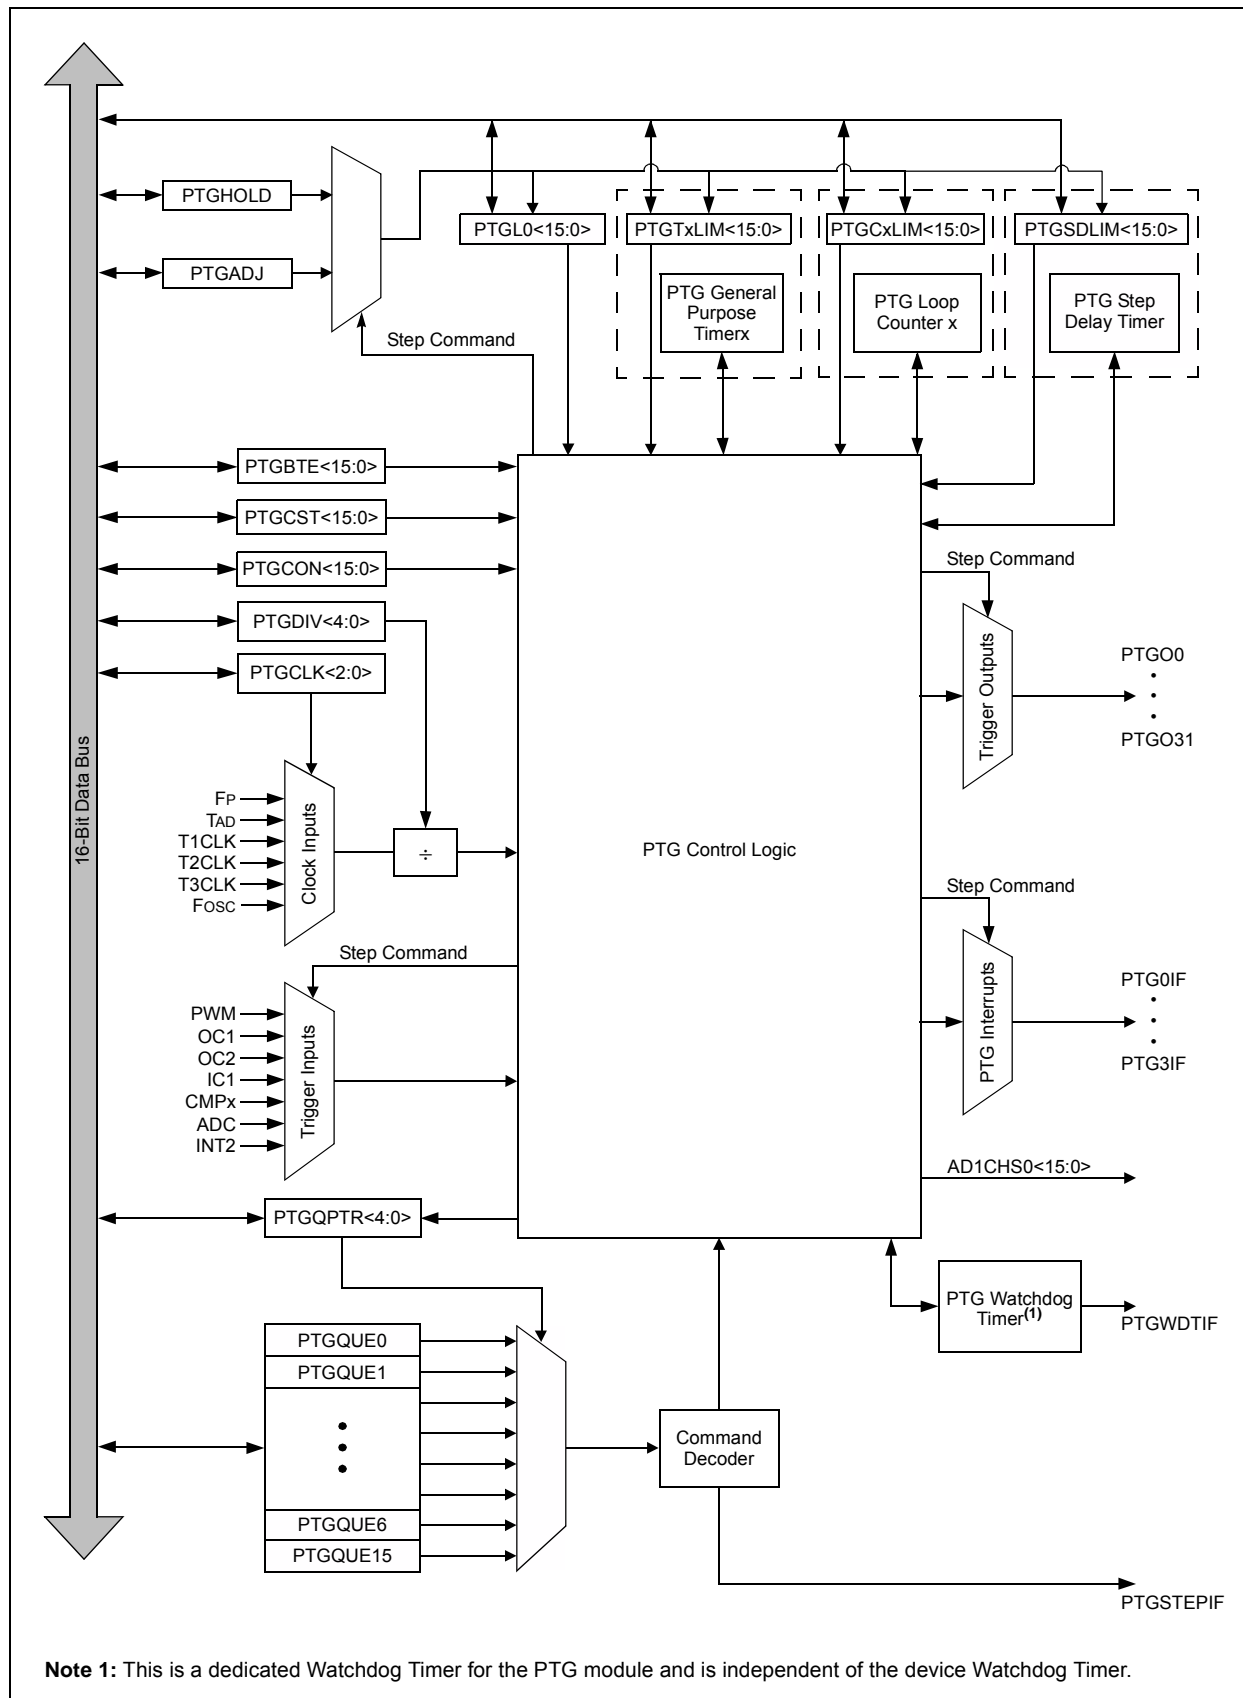 PTGHOLD
PTGADJ
PTGL0<15:0>
PTGTxLIM<15:0>
PTGCxLIM<15:0>
PTGSDLIM<15:0>
PTG General
Purpose
Timerx
PTG Loop
Counter x
PTG Step
Delay Timer
Step Command
PTGBTE<15:0>
PTGCST<15:0>
PTGCON<15:0>
PTGDIV<4:0>
PTGCLK<2:0>
16-Bit Data Bus
FP
TAD
T1CLK
T2CLK
T3CLK
FOSC
Clock Inputs
÷
PTG Control Logic
Step Command
Trigger Outputs
PTGO0
•
•
•
PTGO31
Step Command
PTG Interrupts
PTG0IF
•
•
•
PTG3IF
Step Command
PWM
OC1
OC2
IC1
CMPx
ADC
INT2
Trigger Inputs
AD1CHS0<15:0>
PTGQPTR<4:0>
PTG Watchdog
Timer(1)
PTGWDTIF
PTGQUE0
PTGQUE1
•
•
•
PTGQUE6
PTGQUE15
Command
Decoder
PTGSTEPIF
Note 1: This is a dedicated Watchdog Timer for the PTG module and is independent of the device Watchdog Timer.